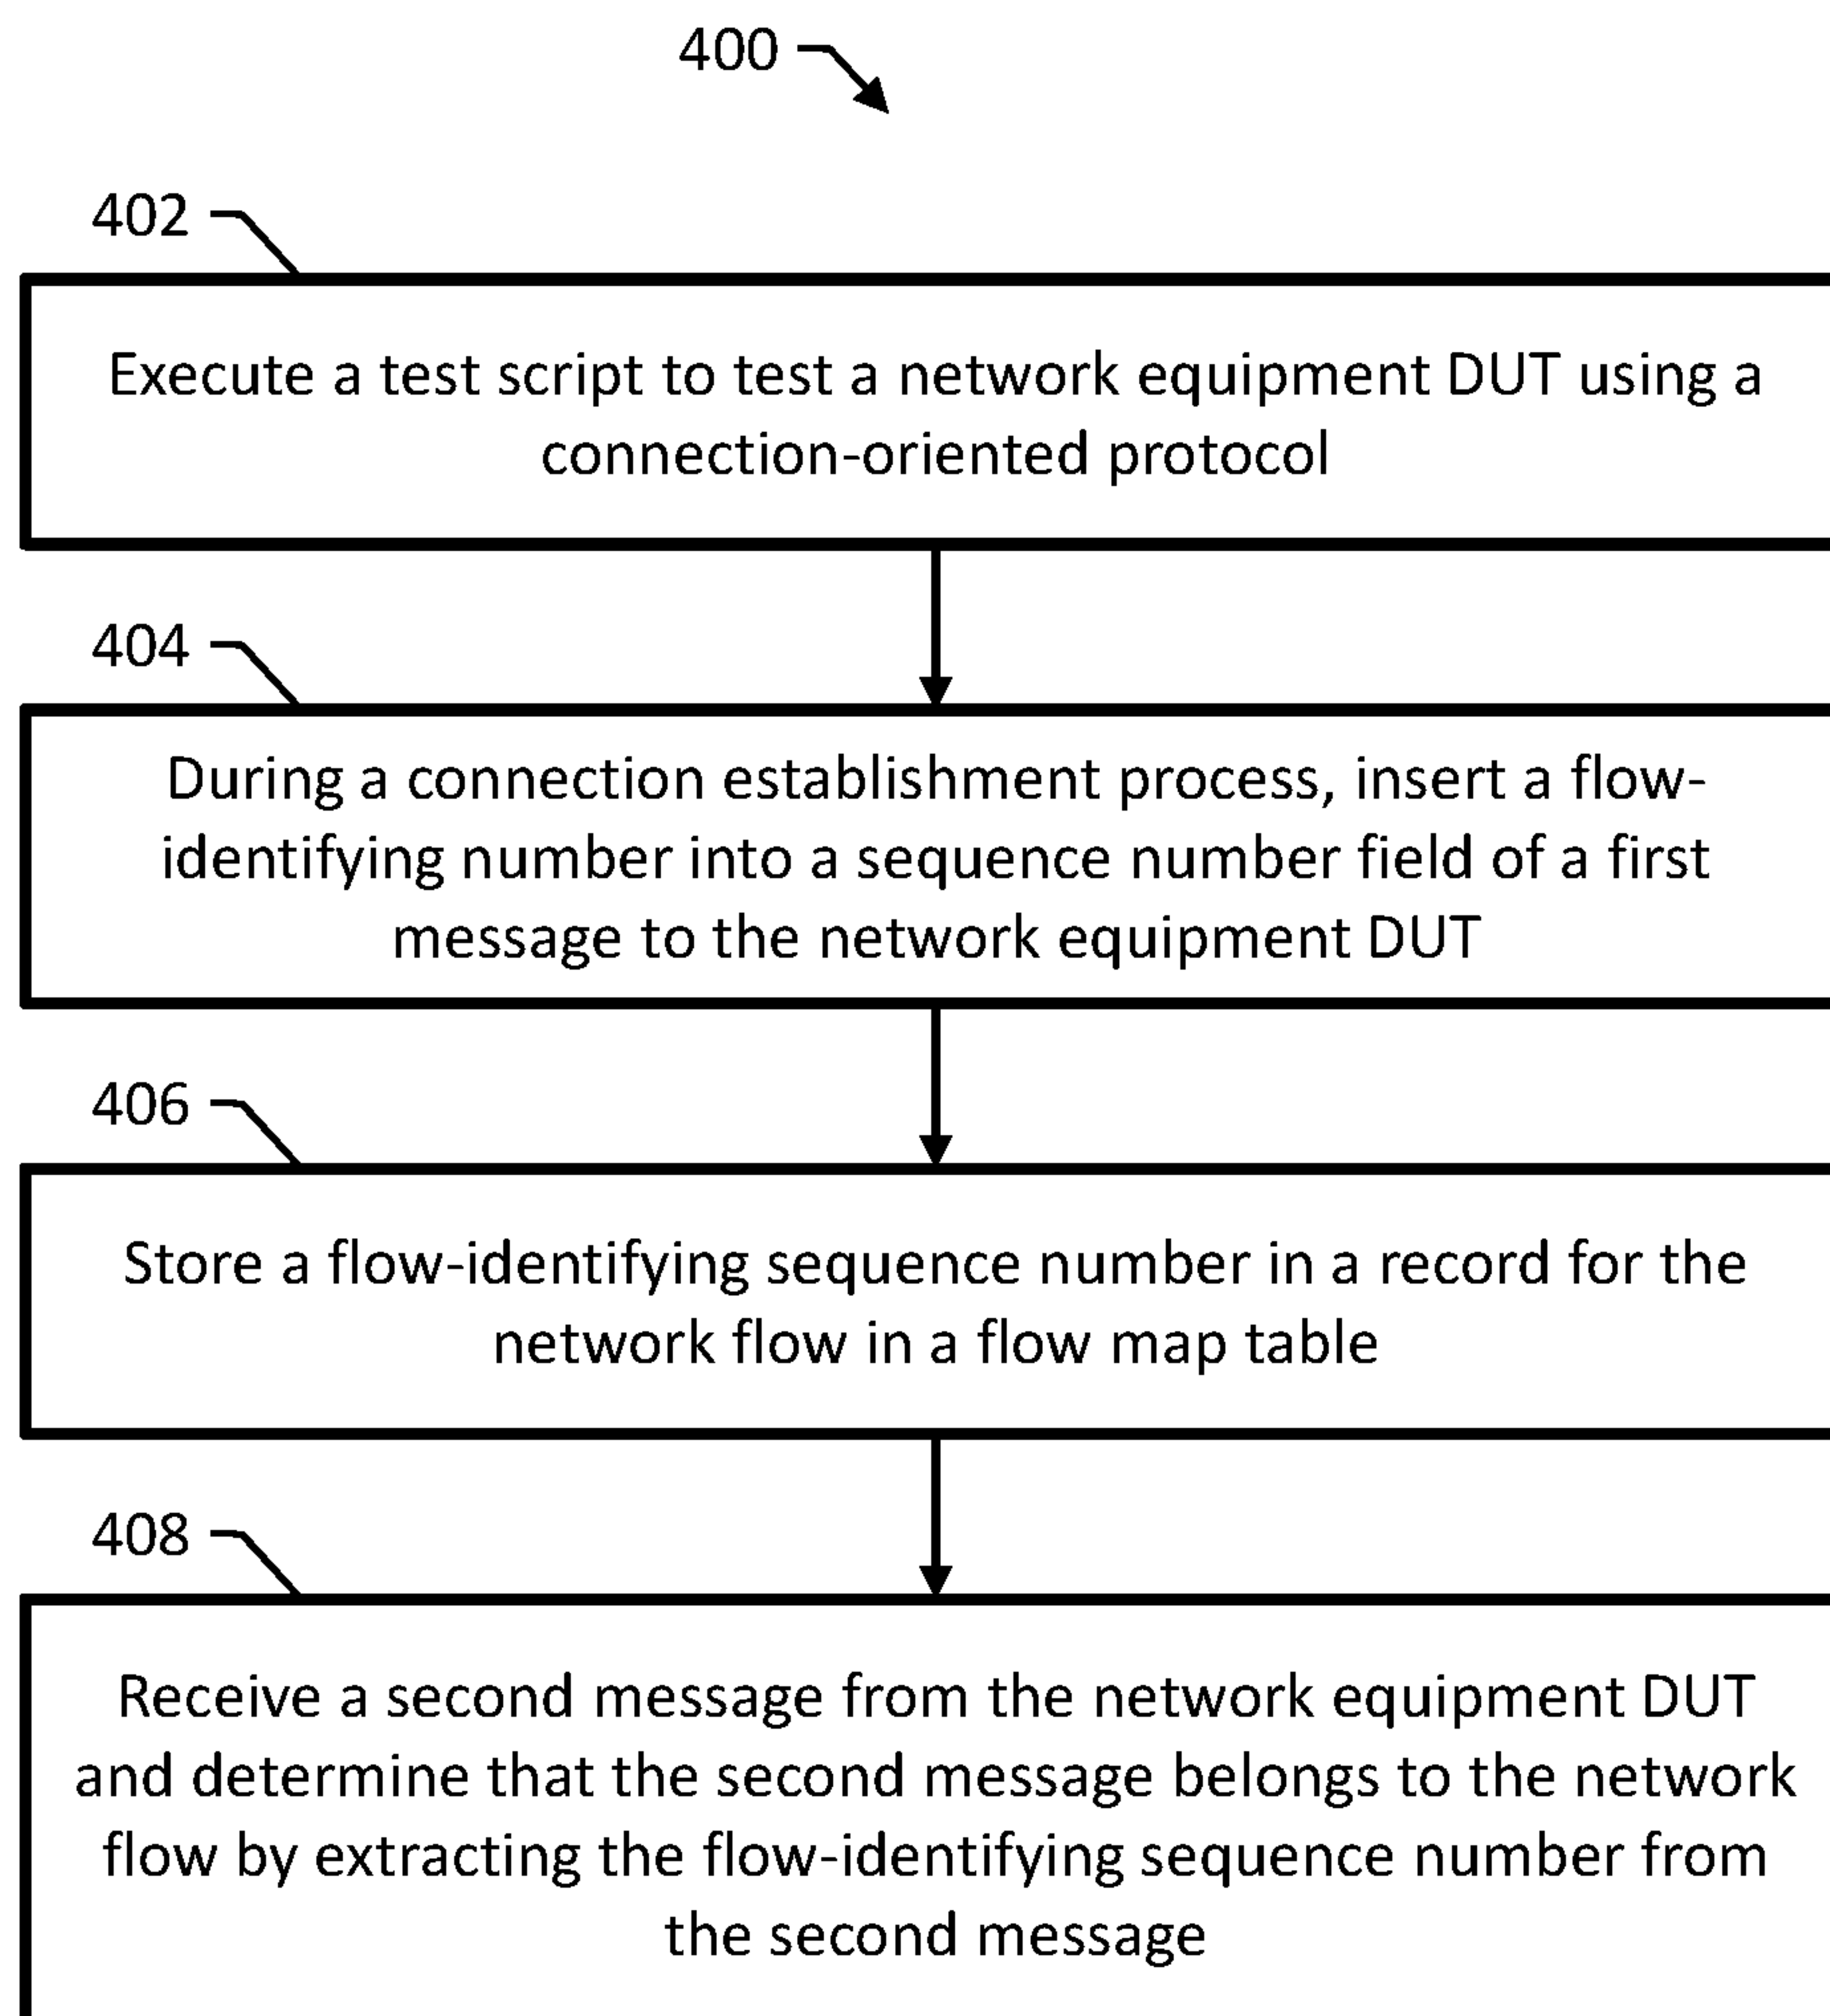 400
402
Execute a test script to test a network equipment DUT using a
connection-oriented protocol
404
During a connection establishment process, insert a flow-
identifying number into a sequence number field of a first
message to the network equipment DUT
406
Store a flow-identifying sequence number in a record for the
network flow in a flow map table
408
Receive a second message from the network equipment DUT
and determine that the second message belongs to the network
flow by extracting the flow-identifying sequence number from
the second message